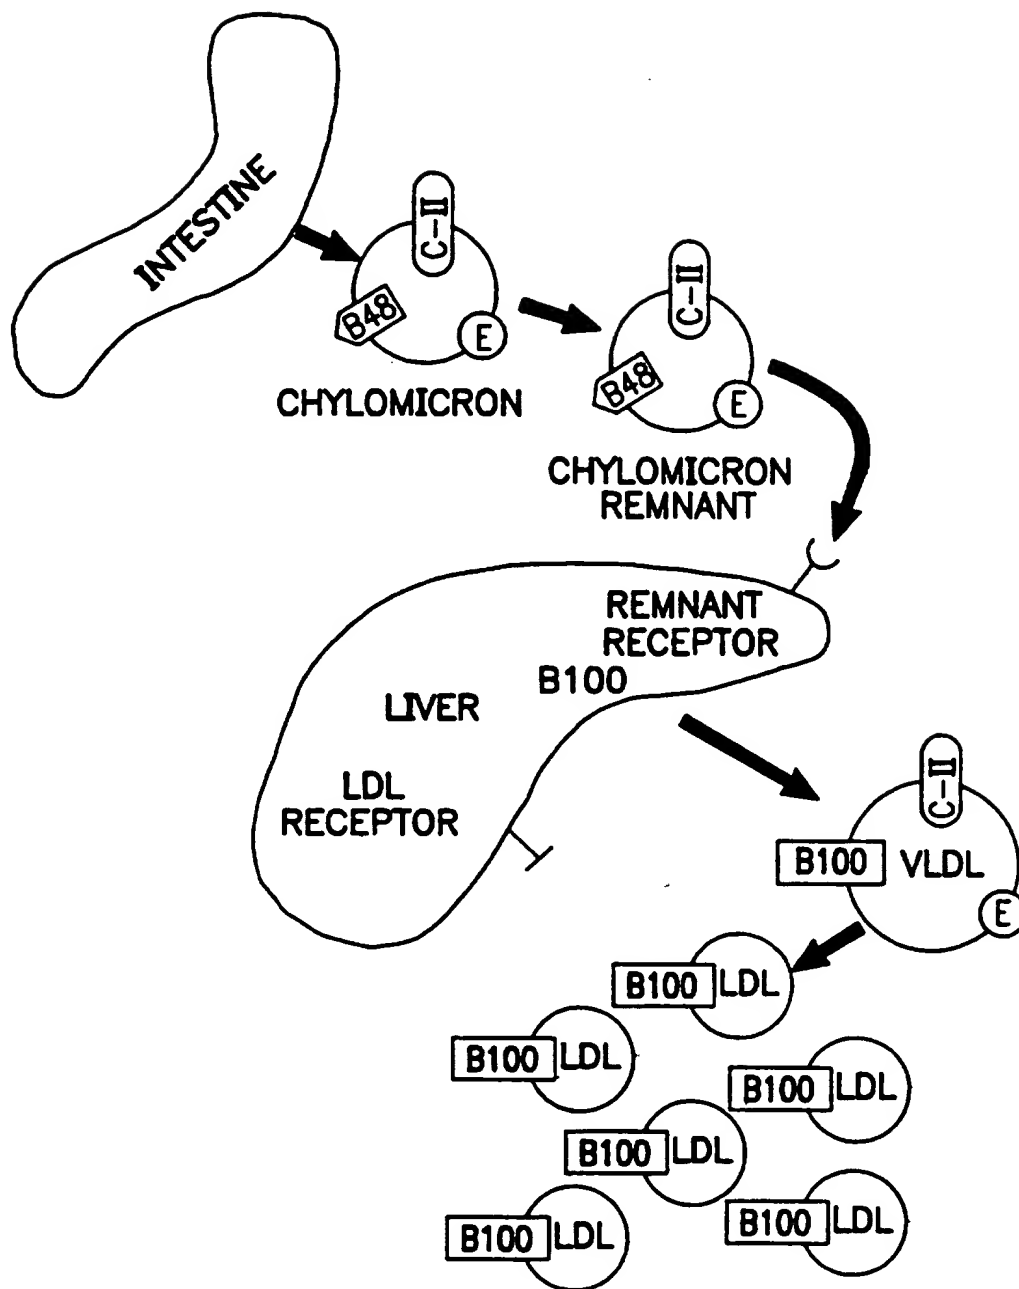 INTESTINE
C-II
B48
E
CHYLOMICRON
C-II
B48
E
CHYLOMICRON
REMNANT
REMNANT
RECEPTOR
B100
LIVER
LDL
RECEPTOR
C-II
B100 VLDL
E
B100 LDL
B100 LDL
B100 LDL
B100 LDL
B100 LDL
B100 LDL